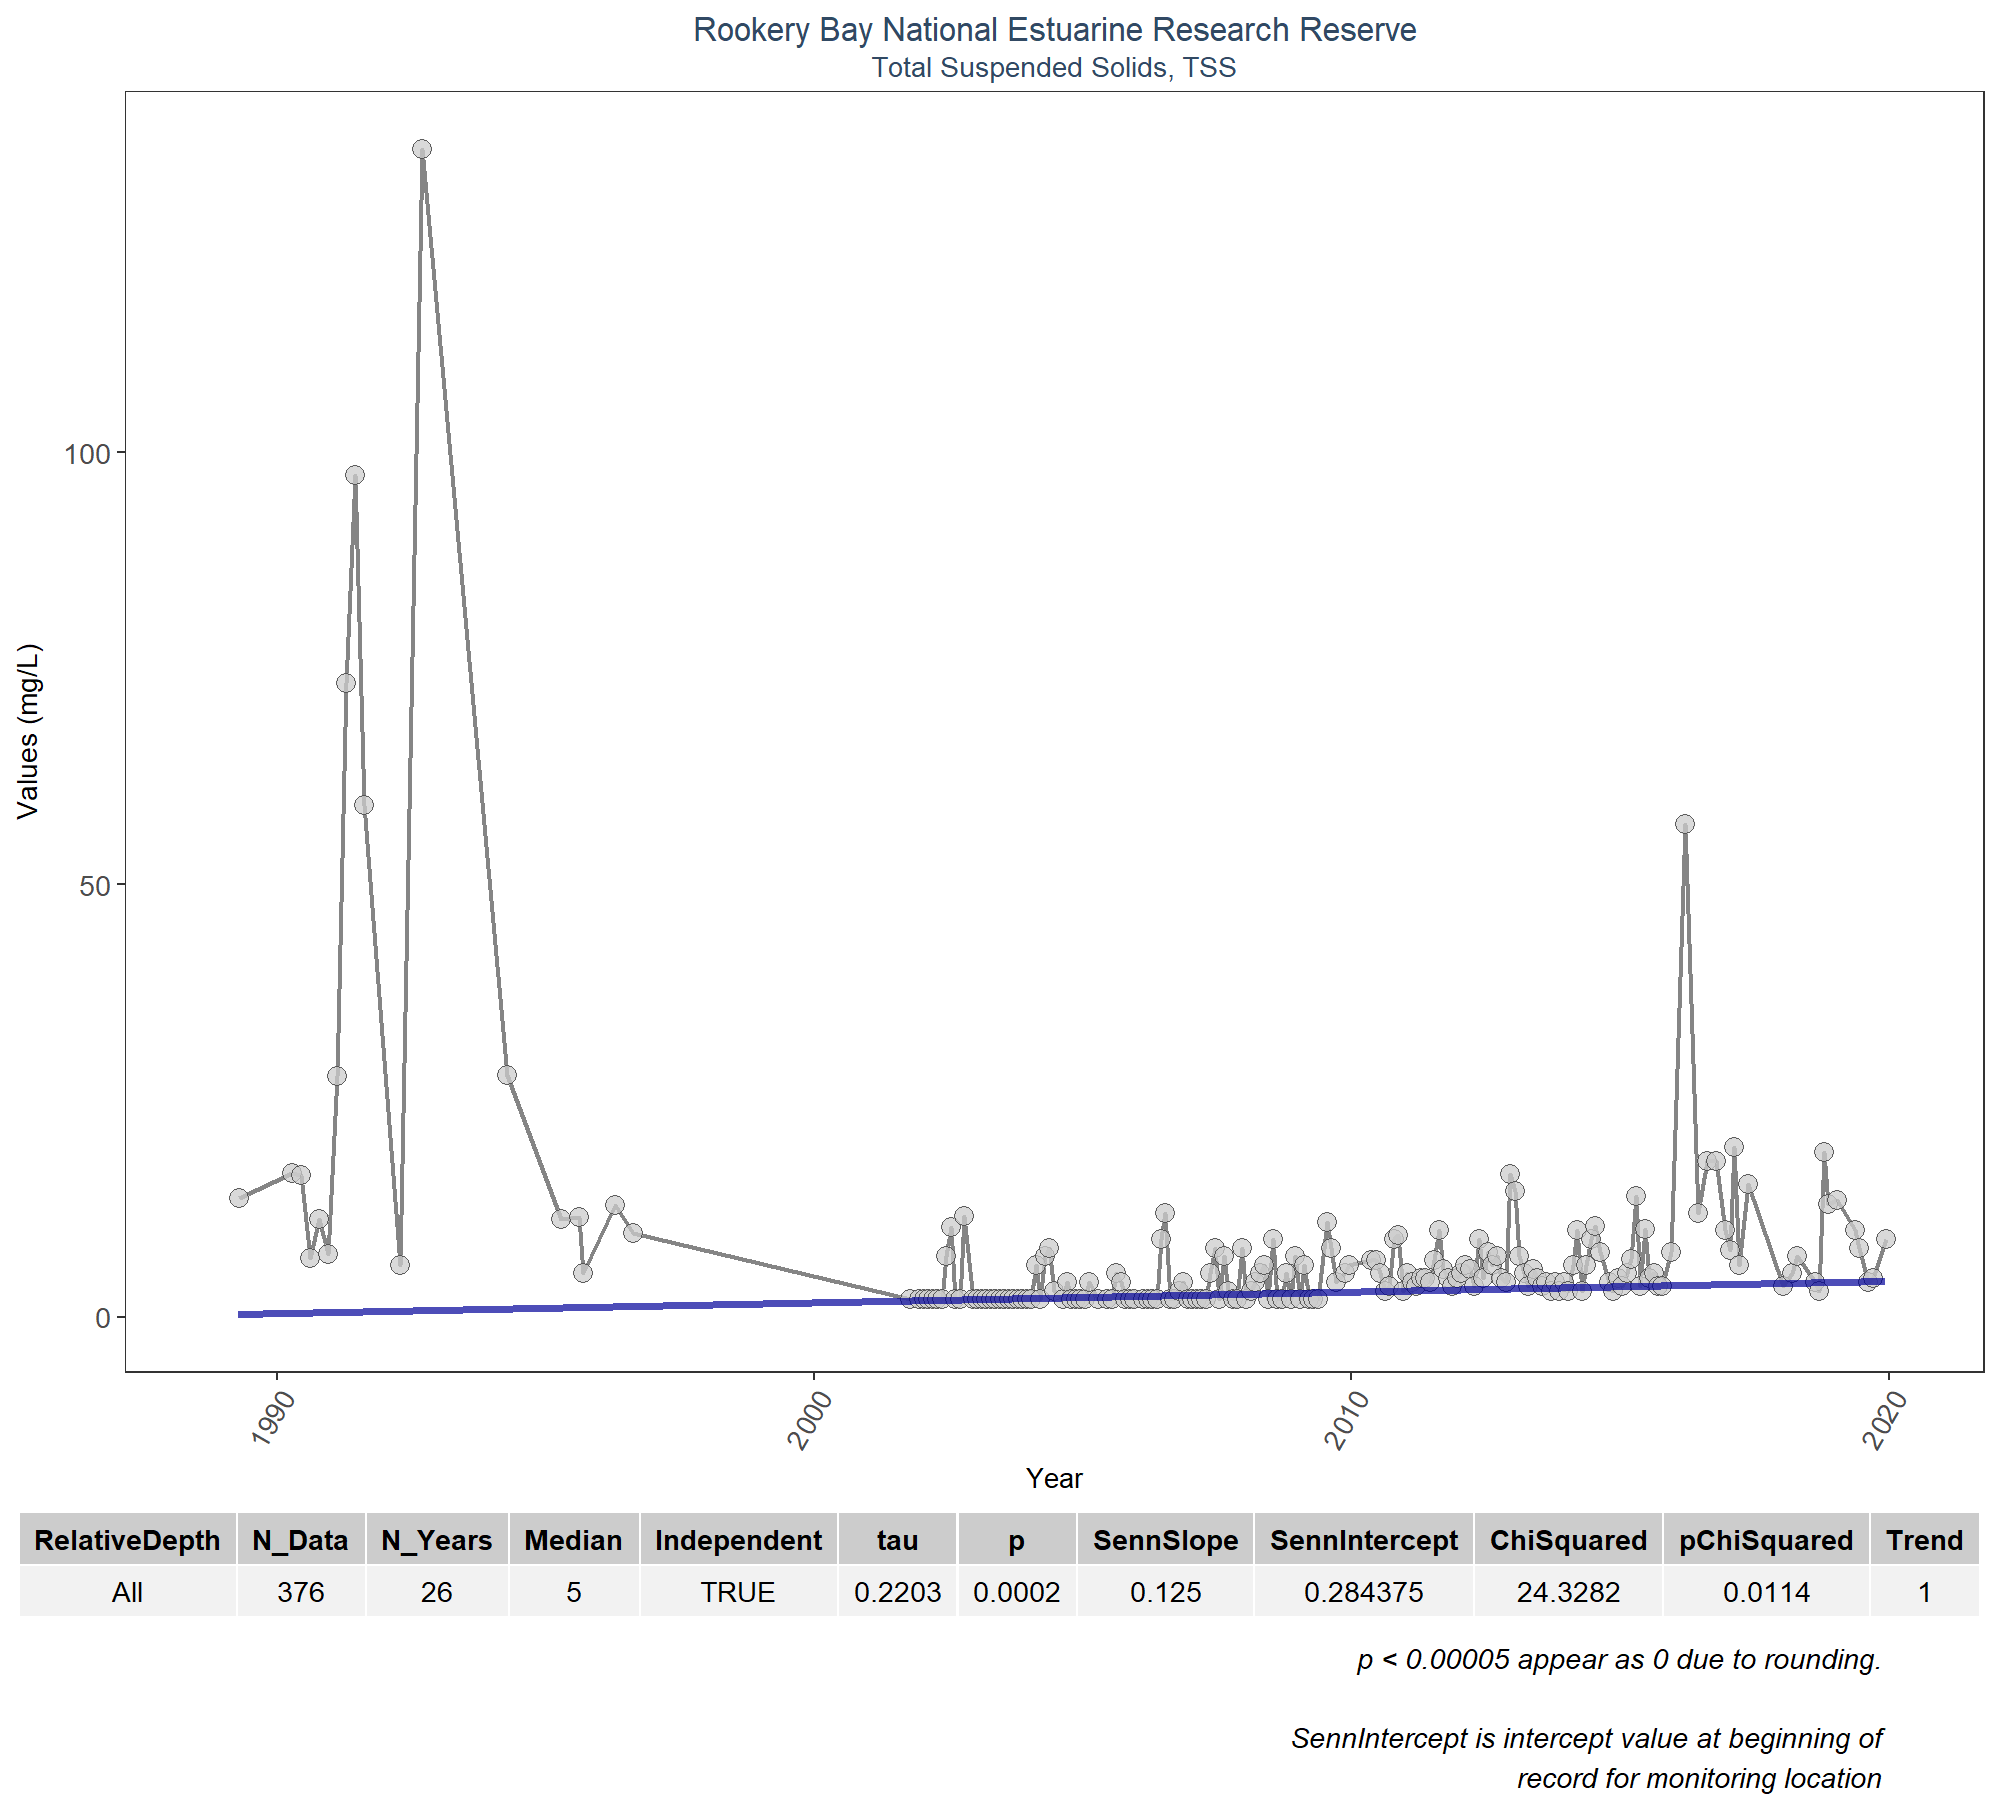 Rookery Bay National Estuarine Research Reserve
Total Suspended Solids, TSS
Values (mg/L)
100
50
0
1990 2000 2010 2020
Year
RelativeDepth N_Data N_Years Median Independent tau p SennSlope SennIntercept ChiSquared pChiSquared Trend
All 376 26 5 TRUE 0.2203 0.0002 0.125 0.284375 24.3282 0.0114 1
p < 0.00005 appear as 0 due to rounding.
SennIntercept is intercept value at beginning of
record for monitoring location